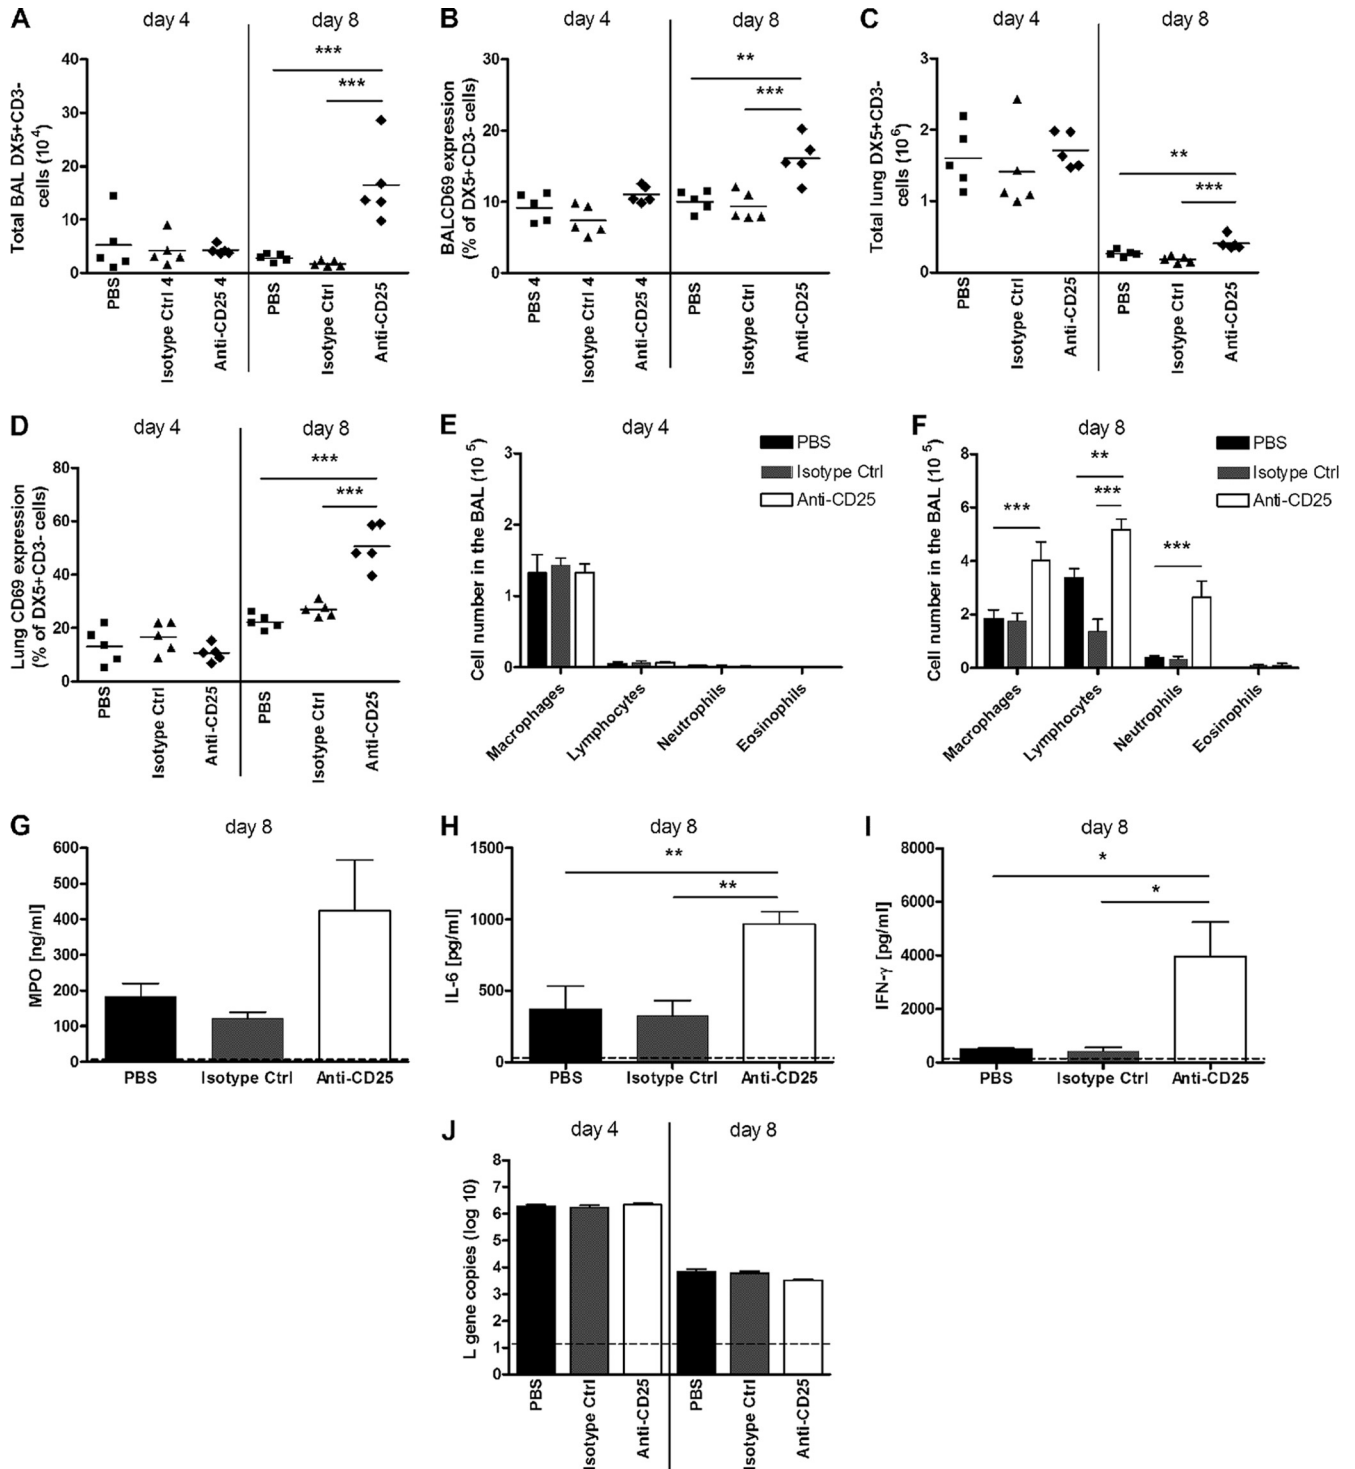 A
day 4
day 8
Total BAL DX5+CD3-
cells (10^4)
40
30
20
10
0
***
***
PBS
Isotype Ctrl 4
Anti-CD25 4
PBS
Isotype Ctrl
Anti-CD25
B
day 4
day 8
BALCD69 expression
(% of DX5+CD3- cells)
30
20
10
0
**
***
PBS 4
Isotype Ctrl 4
Anti-CD25 4
PBS
Isotype Ctrl
Anti-CD25
C
day 4
day 8
Total lung DX5+CD3-
cells (10^6)
3
2
1
0
**
***
PBS
Isotype Ctrl
Anti-CD25
PBS
Isotype Ctrl
Anti-CD25
D
day 4
day 8
Lung CD69 expression
(% of DX5+CD3- cells)
80
60
40
20
0
***
***
PBS
Isotype Ctrl
Anti-CD25
PBS
Isotype Ctrl
Anti-CD25
E
day 4
Cell number in the BAL (10^5)
3
2
1
0
PBS
Isotype Ctrl
Anti-CD25
Macrophages
Lymphocytes
Neutrophils
Eosinophils
F
day 8
Cell number in the BAL (10^5)
8
6
4
2
0
***
**
***
***
PBS
Isotype Ctrl
Anti-CD25
Macrophages
Lymphocytes
Neutrophils
Eosinophils
G
day 8
MPO [ng/ml]
600
500
400
300
200
100
0
PBS
Isotype Ctrl
Anti-CD25
H
day 8
IL-6 [pg/ml]
1500
1000
500
0
**
**
PBS
Isotype Ctrl
Anti-CD25
I
day 8
IFN-γ [pg/ml]
8000
6000
4000
2000
0
*
*
PBS
Isotype Ctrl
Anti-CD25
J
day 4
day 8
L gene copies (log 10)
8
7
6
5
4
3
2
1
0
PBS
Isotype Ctrl
Anti-CD25
PBS
Isotype Ctrl
Anti-CD25